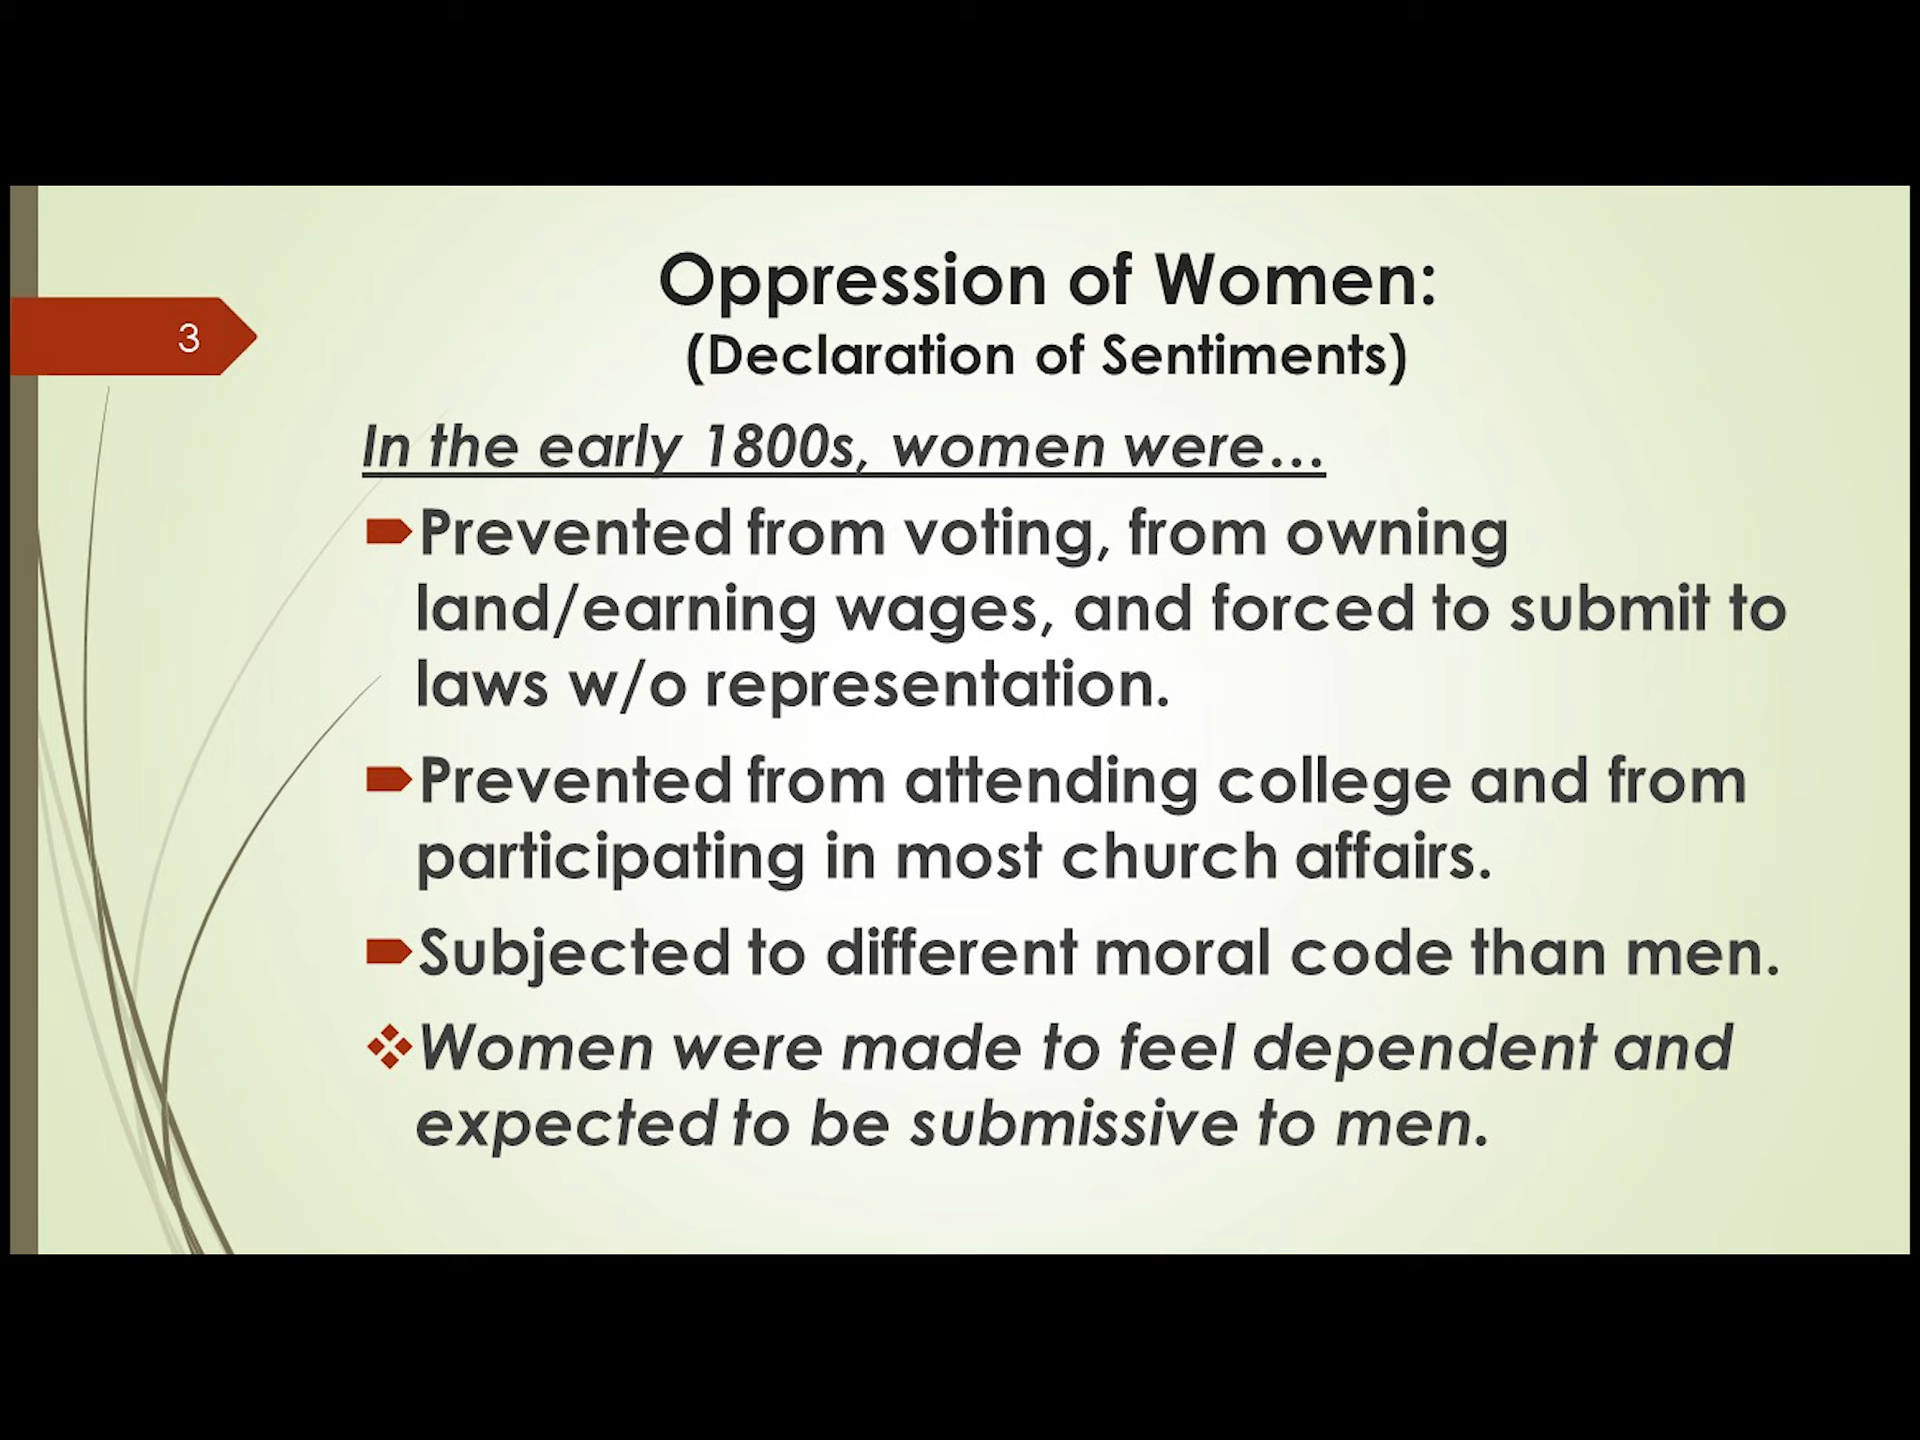 3
Oppression of Women:
(Declaration of Sentiments)
In the early 1800s, women were…
Prevented from voting, from owning
land/earning wages, and forced to submit to
laws w/o representation.
Prevented from attending college and from
participating in most church affairs.
Subjected to different moral code than men.
Women were made to feel dependent and
expected to be submissive to men.